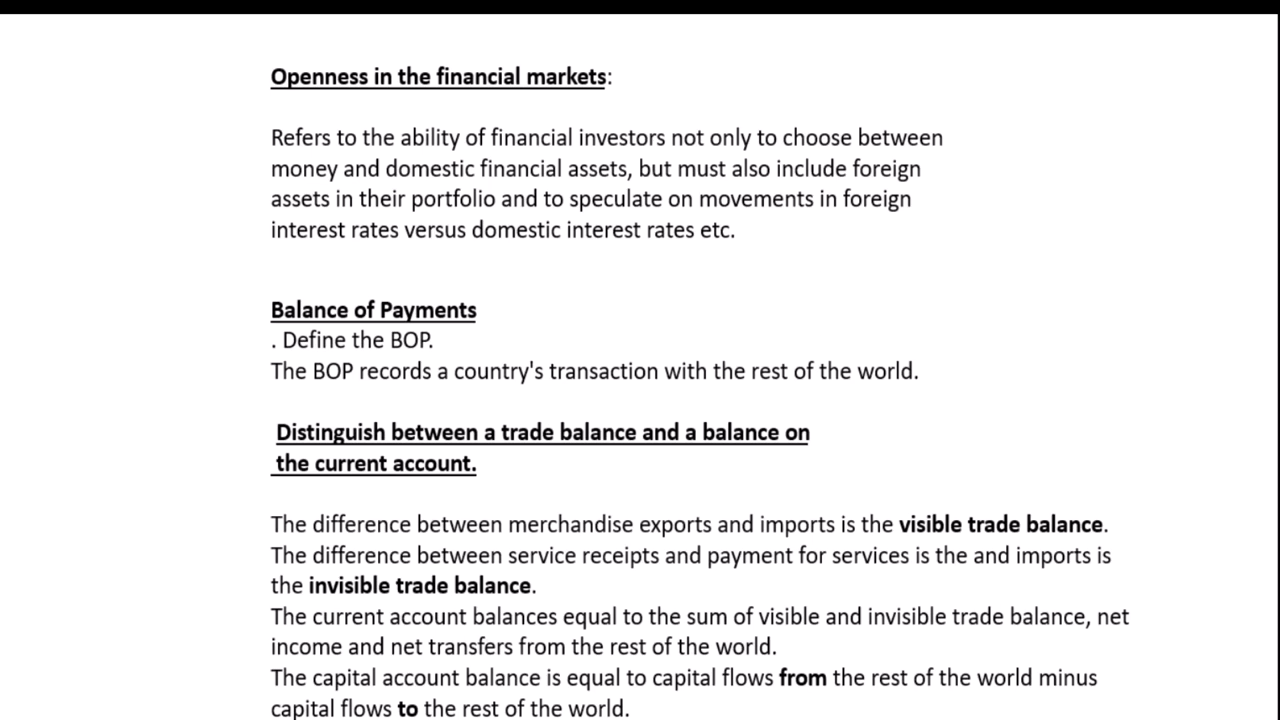 Openness in the financial markets:
Refers to the ability of financial investors not only to choose between
money and domestic financial assets, but must also include foreign
assets in their portfolio and to speculate on movements in foreign
interest rates versus domestic interest rates etc.
Balance of Payments
. Define the BOP.
The BOP records a country's transaction with the rest of the world.
Distinguish between a trade balance and a balance on
the current account.
The difference between merchandise exports and imports is the visible trade balance.
The difference between service receipts and payment for services is the and imports is
the invisible trade balance.
The current account balances equal to the sum of visible and invisible trade balance, net
income and net transfers from the rest of the world.
The capital account balance is equal to capital flows from the rest of the world minus
capital flows to the rest of the world.